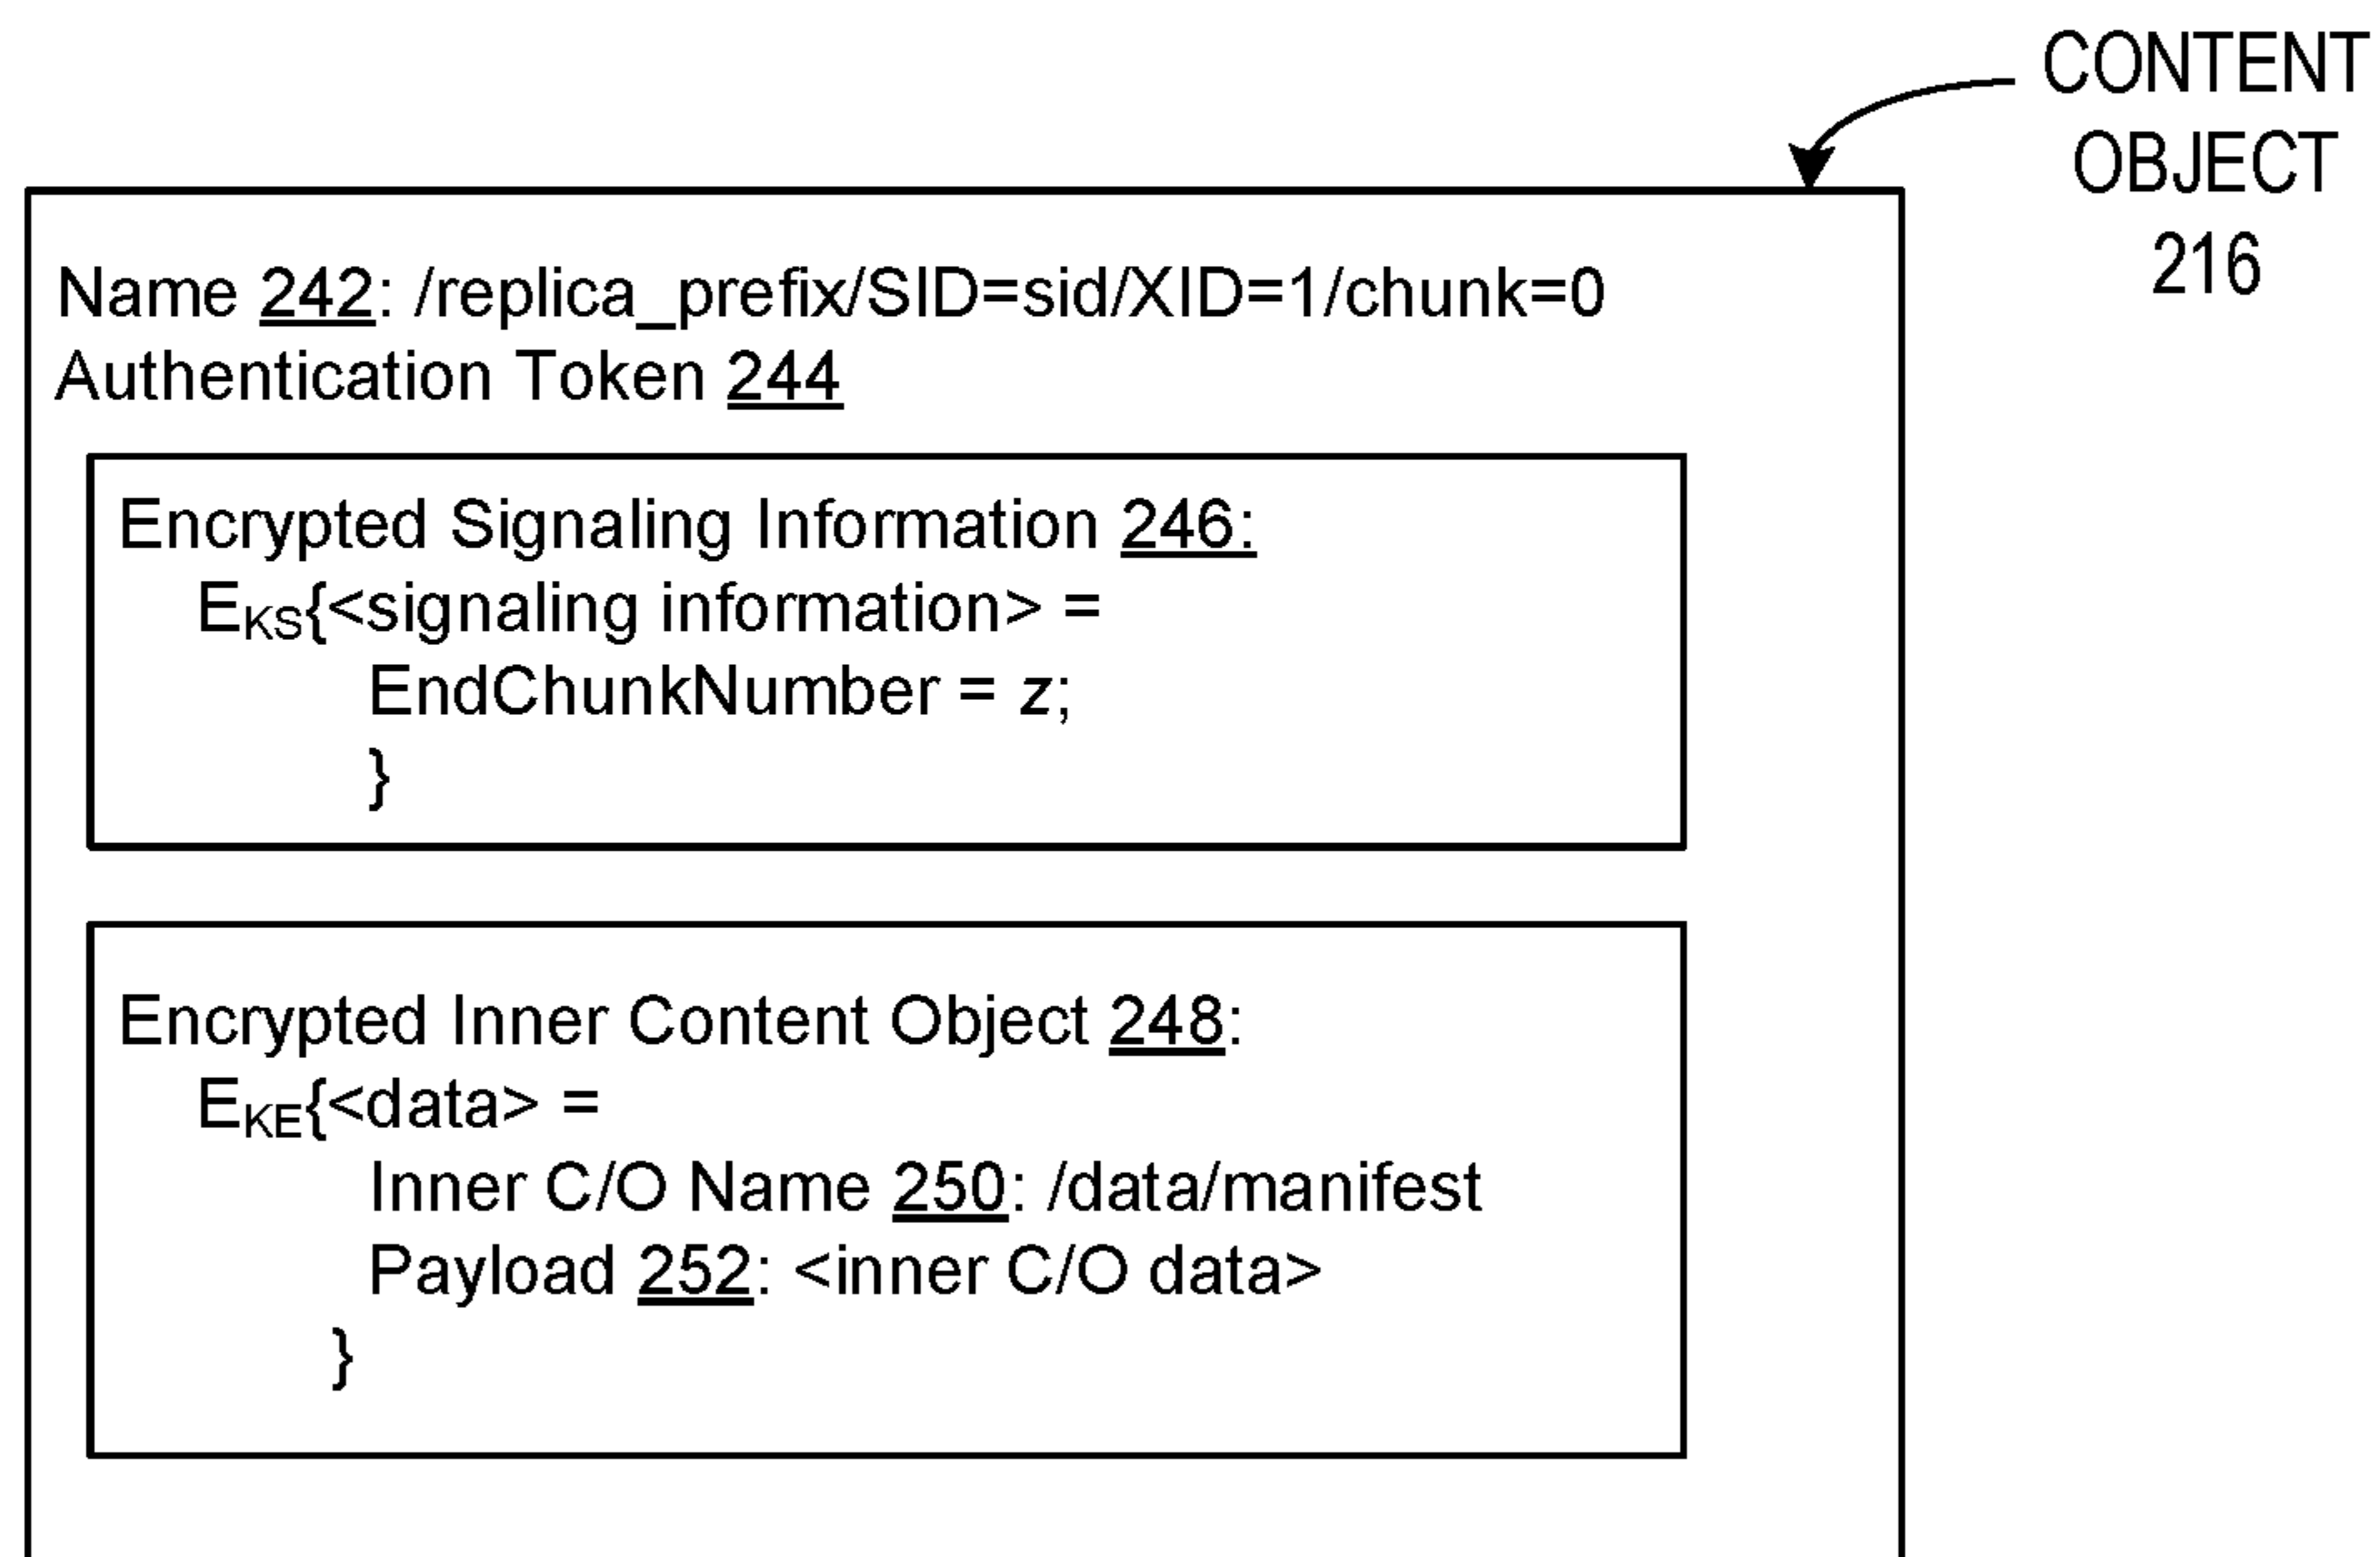 CONTENT
OBJECT
216
Name 242: /replica_prefix/SID=sid/XID=1/chunk=0
Authentication Token 244
Encrypted Signaling Information 246:
EKS{<signaling information> =
EndChunkNumber = z;
}
Encrypted Inner Content Object 248:
EKE{<data> =
Inner C/O Name 250: /data/manifest
Payload 252: <inner C/O data>
}